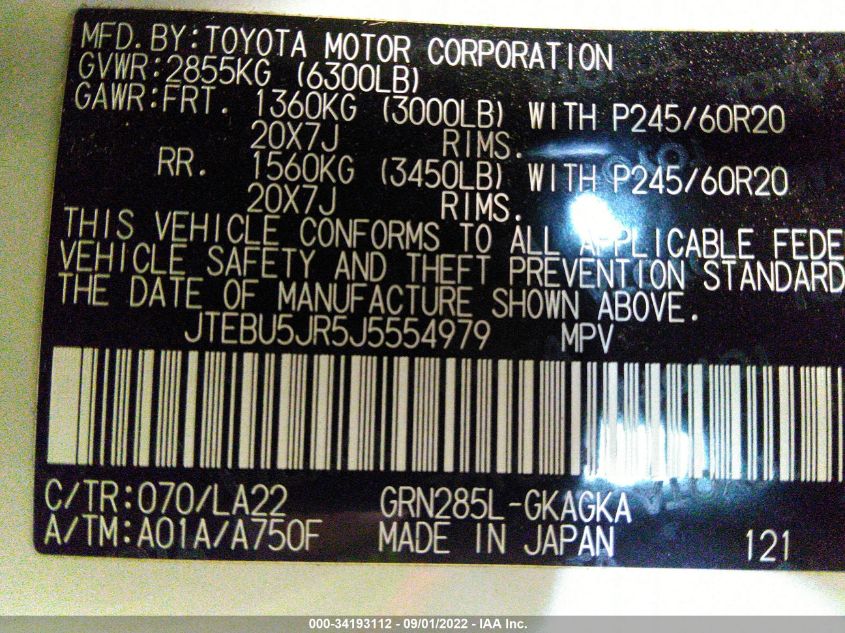 MFD. BY: TOYOTA MOTOR CORPORATION
GVWR: 2855KG (6300LB)
GAWR: FRT. 1360KG (3000LB) WITH P245/60R20
20X7J RIMS.
RR. 1560KG (3450LB) WITH P245/60R20
20X7J RIMS.
THIS VEHICLE CONFORMS TO ALL APPLICABLE FEDE
VEHICLE SAFETY AND THEFT PREVENTION STANDARD
THE DATE OF MANUFACTURE SHOWN ABOVE.
JTEBU5JR5J5554979 MPV
C/TR: 070/LA22 GRN285L-GKAGKA
A/TM: A01A/A750F MADE IN JAPAN 121
000-34193112 - 09/01/2022 - IAA Inc.